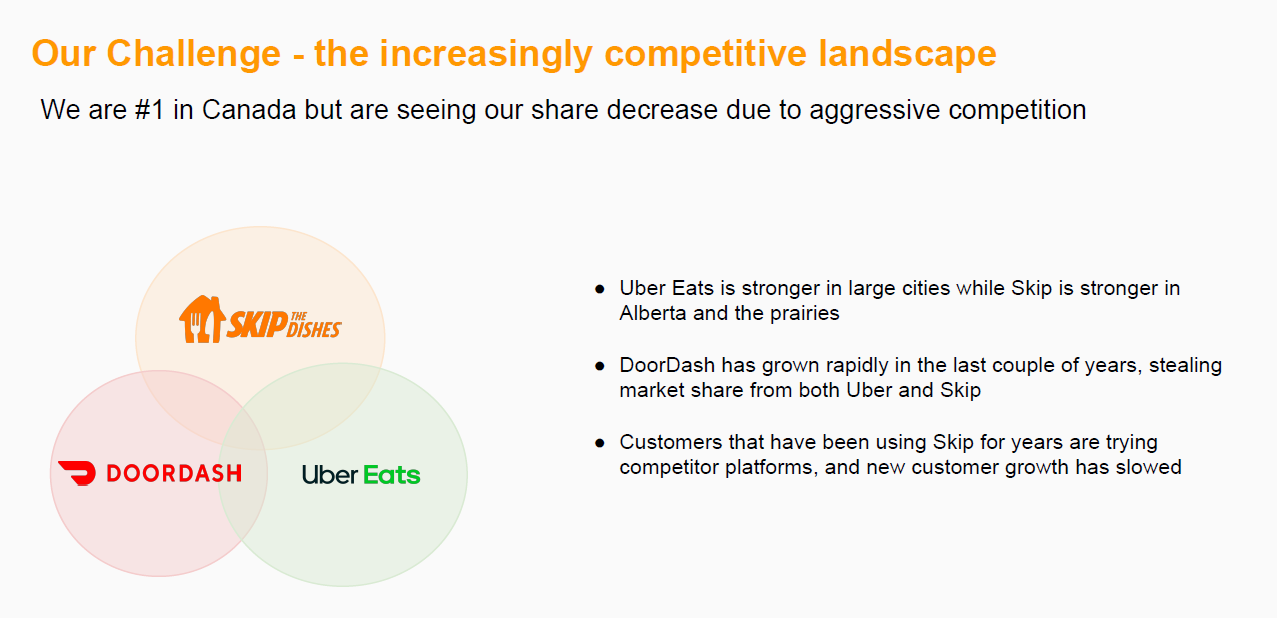 Our Challenge - the increasingly competitive landscape
We are #1 in Canada but are seeing our share decrease due to aggressive competition
SKIP THE DISHES
DOORDASH
Uber Eats
● Uber Eats is stronger in large cities while Skip is stronger in
Alberta and the prairies
● DoorDash has grown rapidly in the last couple of years, stealing
market share from both Uber and Skip
● Customers that have been using Skip for years are trying
competitor platforms, and new customer growth has slowed